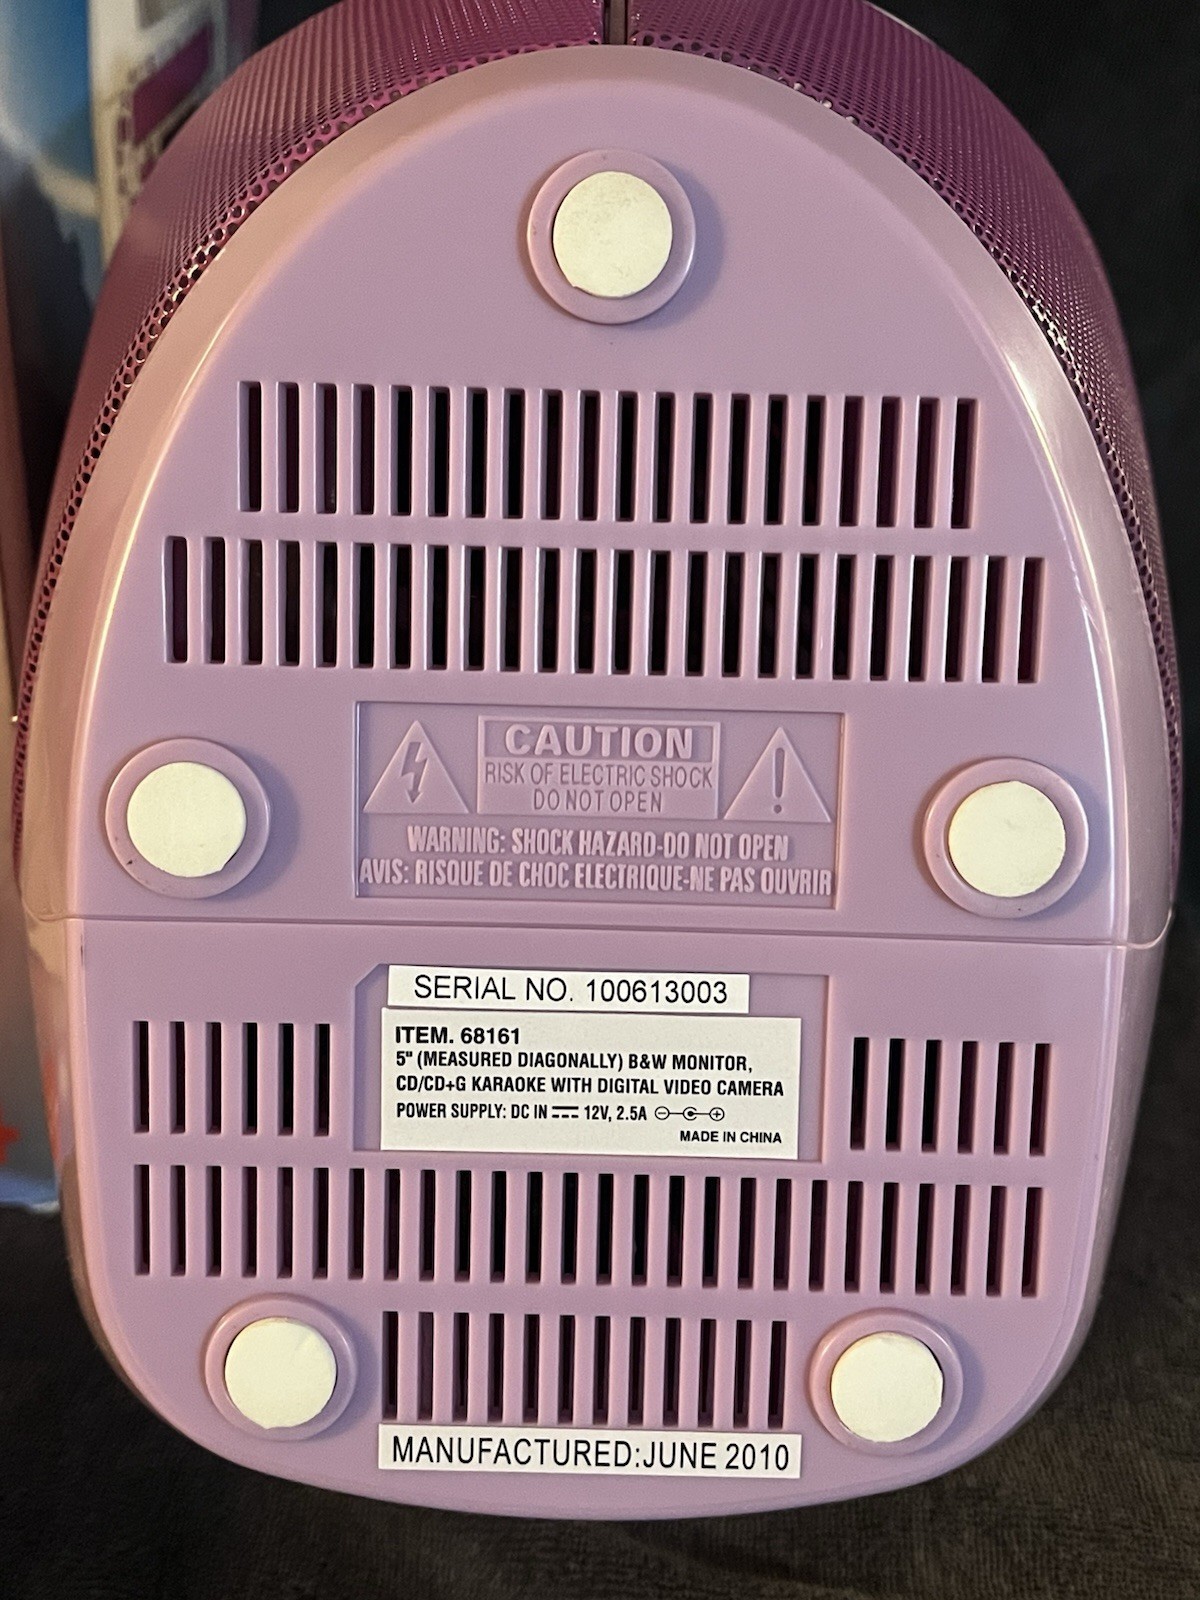 CAUTION
RISK OF ELECTRIC SHOCK
DO NOT OPEN
WARNING: SHOCK HAZARD-DO NOT OPEN
AVIS: RISQUE DE CHOC ELECTRIQUE-NE PAS OUVRIR
SERIAL NO. 100613003
ITEM. 68161
5" (MEASURED DIAGONALLY) B&W MONITOR,
CD/CD+G KARAOKE WITH DIGITAL VIDEO CAMERA
POWER SUPPLY: DC IN ⎓ 12V, 2.5A
MADE IN CHINA
MANUFACTURED:JUNE 2010